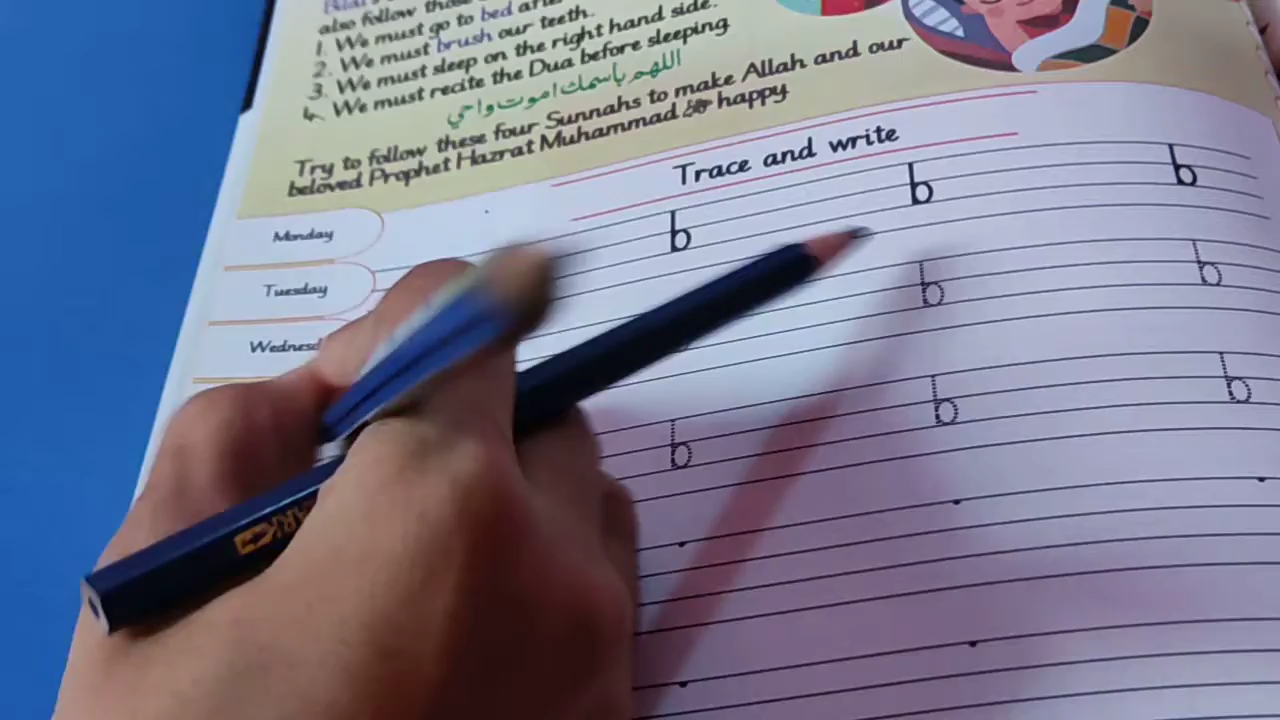 also follow
1. We must go to bed
2. We must brush our teeth.
3. We must sleep on the right hand side.
4. We must recite the Dua before sleeping
اللهم باسمك اموت واحي
Try to follow these four Sunnahs to make Allah and our
beloved Prophet Hazrat Muhammad ﷺ happy
Trace and write
Monday
b b b
Tuesday
b b
Wednesd
b b b